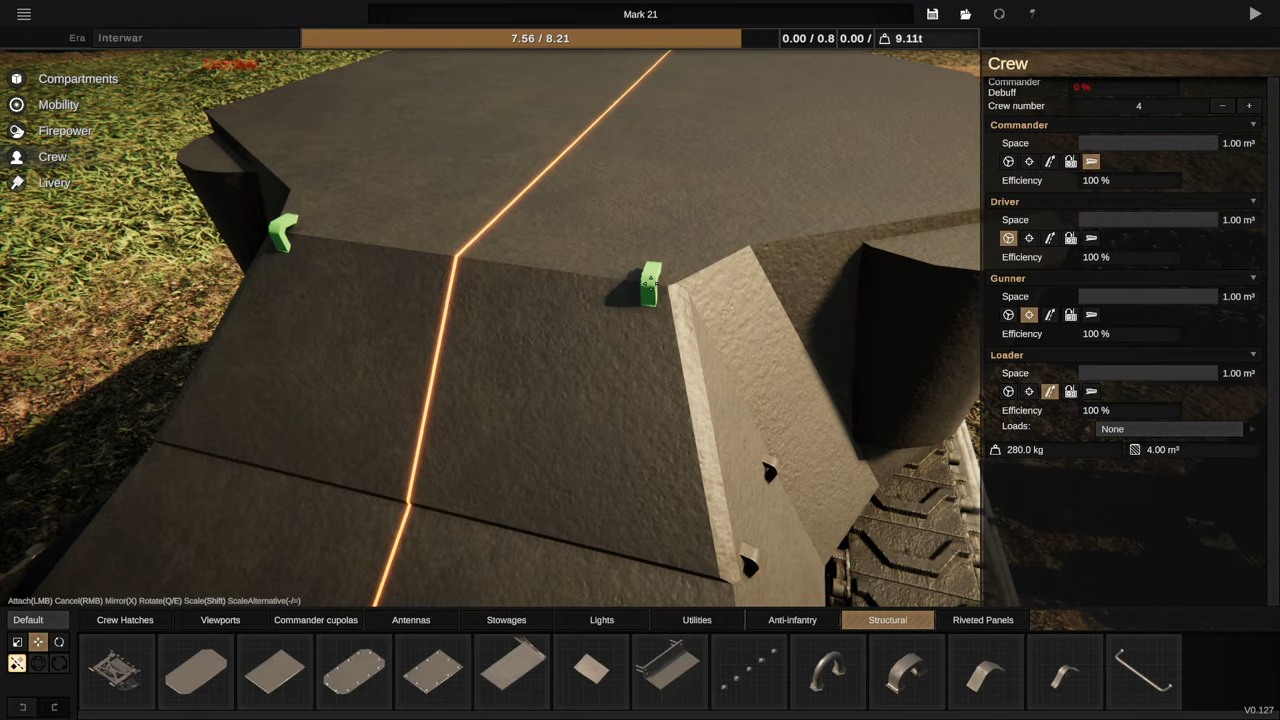 Mark 21
Era
Interwar
7.56 / 8.21
0.00 / 0.8
0.00 /
9.11t
Compartments
Mobility
Firepower
Crew
Livery
Crew
Commander Debuff
0 %
Crew number
4
−
+
Commander
Space
1.00 m³
Efficiency
100 %
Driver
Space
1.00 m³
Efficiency
100 %
Gunner
Space
1.00 m³
Efficiency
100 %
Loader
Space
1.00 m³
Efficiency
100 %
Loads:
None
280.0 kg
4.00 m³
Attach(LMB) Cancel(RMB) Mirror(X) Rotate(Q/E) Scale(Shift) ScaleAlternative(-/=)
Default
Crew Hatches
Viewports
Commander cupolas
Antennas
Stowages
Lights
Utilities
Anti-infantry
Structural
Riveted Panels
V0.127